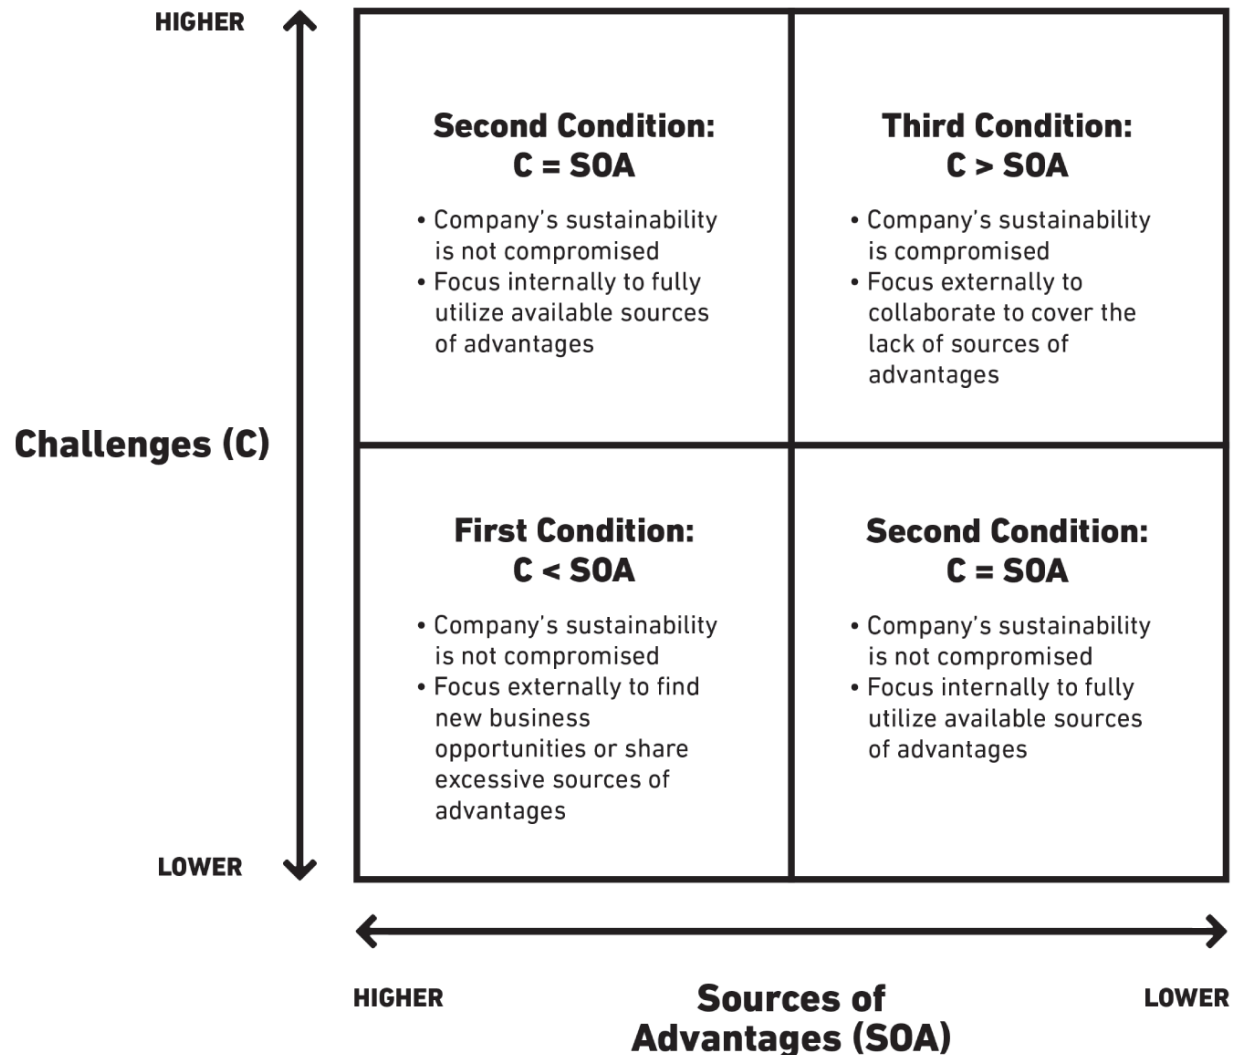 HIGHER
Second Condition:
C = SOA
• Company's sustainability
is not compromised
• Focus internally to fully
utilize available sources
of advantages
Third Condition:
C > SOA
• Company's sustainability
is compromised
• Focus externally to
collaborate to cover the
lack of sources of
advantages
Challenges (C)
First Condition:
C < SOA
• Company's sustainability
is not compromised
• Focus externally to find
new business
opportunities or share
excessive sources of
advantages
Second Condition:
C = SOA
• Company's sustainability
is not compromised
• Focus internally to fully
utilize available sources
of advantages
LOWER
HIGHER
Sources of
Advantages (SOA)
LOWER